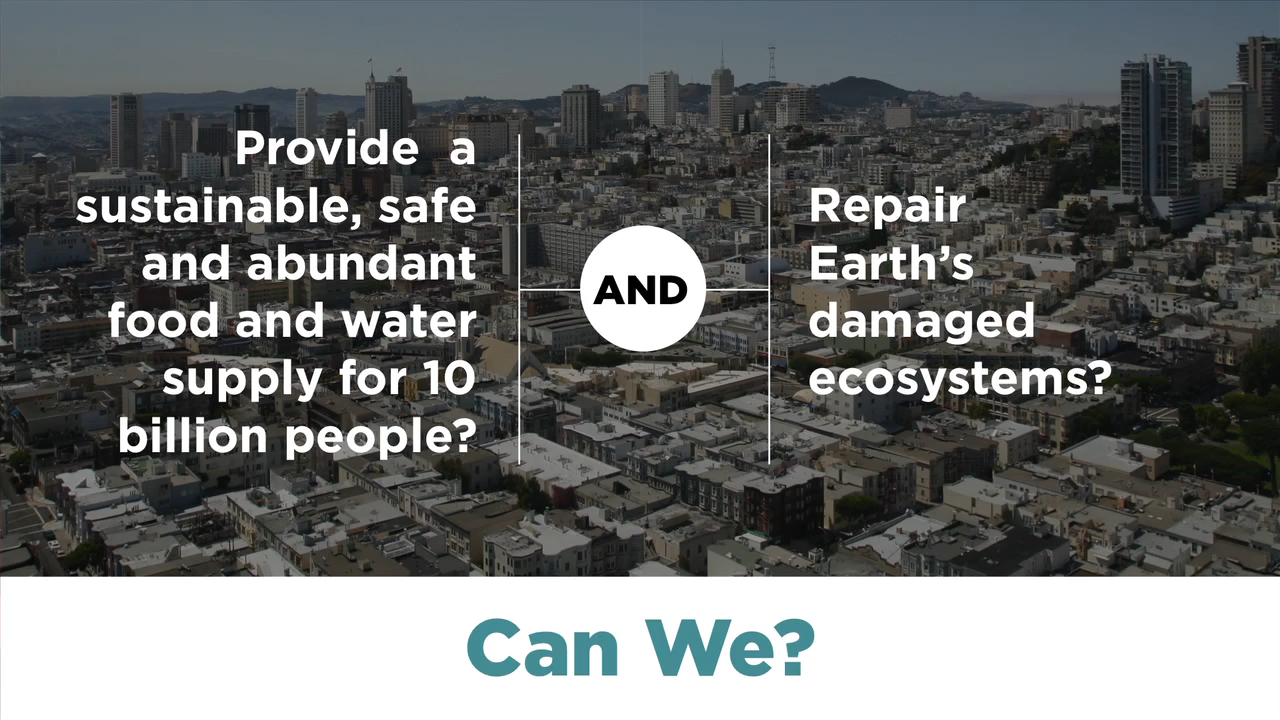 Provide a
sustainable, safe
and abundant
food and water
supply for 10
billion people?
AND
Repair
Earth’s
damaged
ecosystems?
Can We?